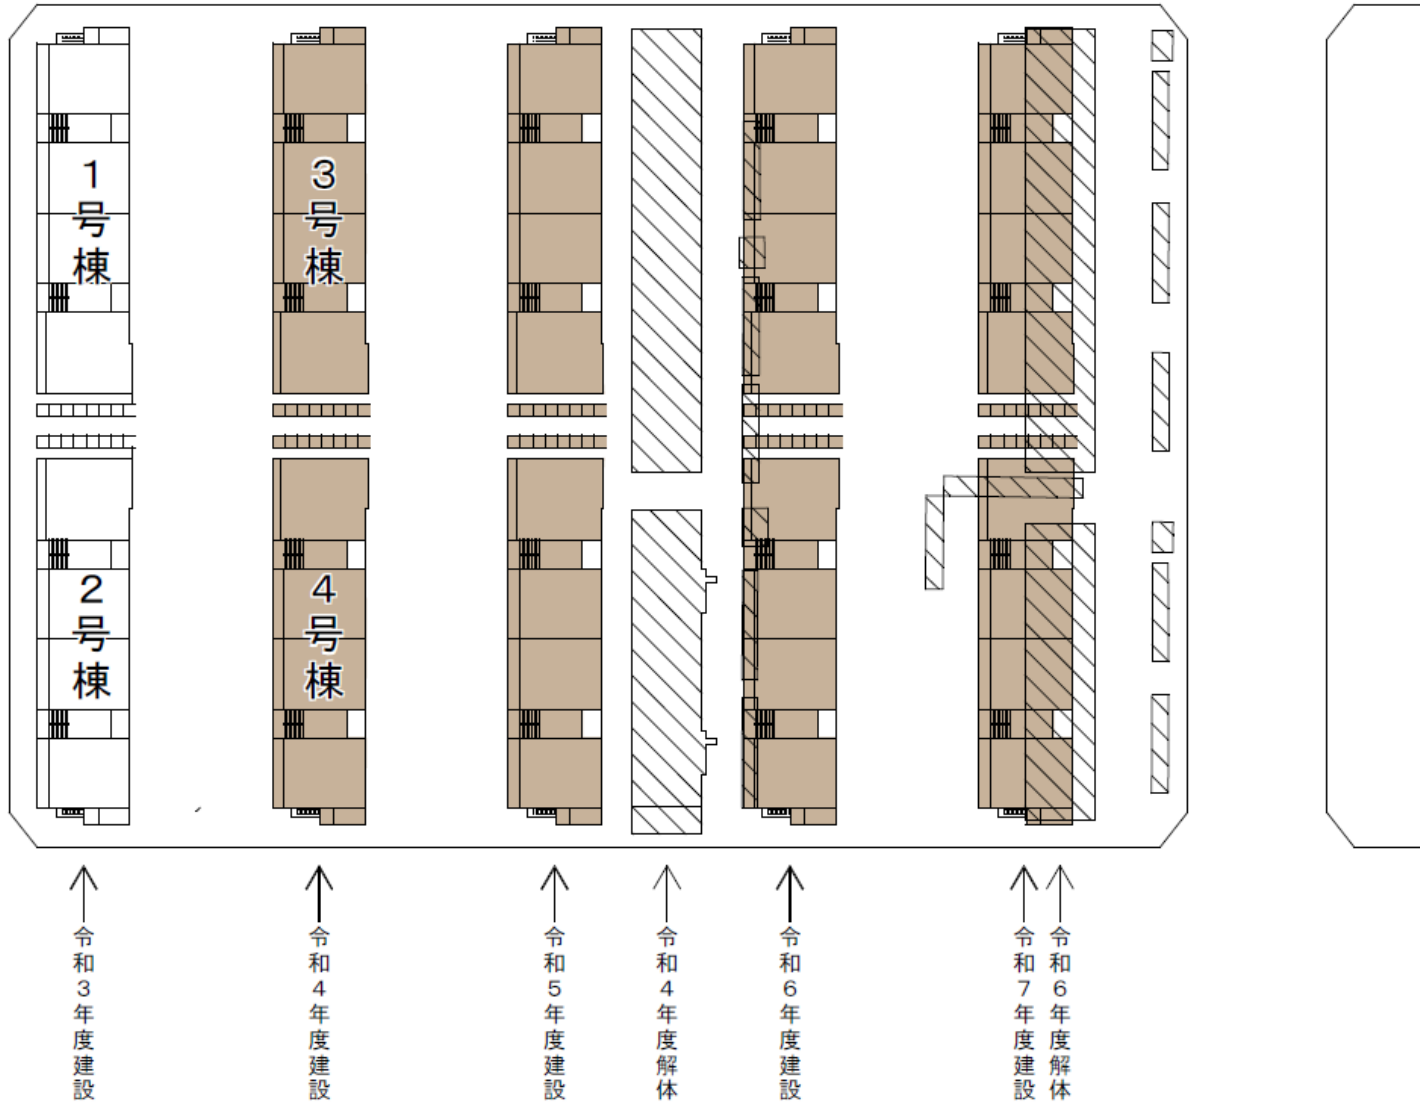 1号棟
3号棟
2号棟
4号棟
令和3年度建設
令和4年度建設
令和5年度建設
令和4年度解体
令和6年度建設
令和7年度建設
令和6年度解体